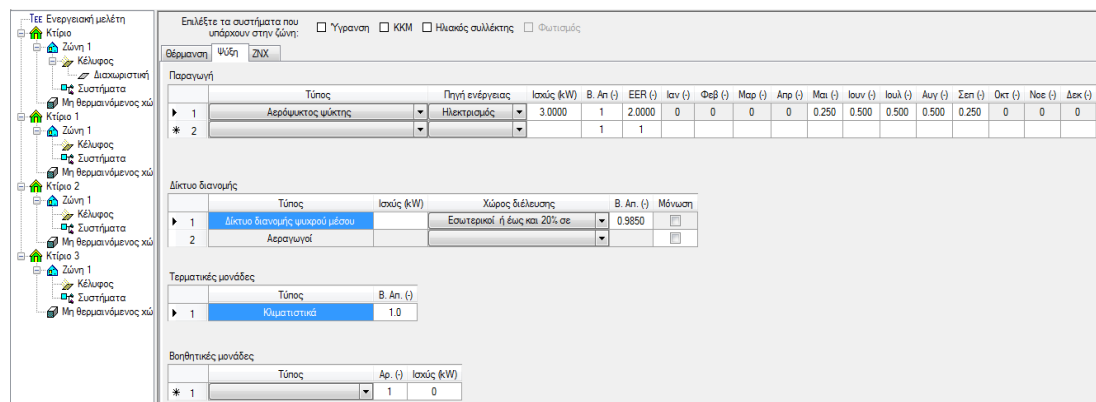 ΤΕΕ Ενεργειακή μελέτη
Κτίριο
Ζώνη 1
Κέλυφος
Διαχωριστική
Συστήματα
Μη θερμαινόμενος χώ
Κτίριο 1
Ζώνη 1
Κέλυφος
Συστήματα
Μη θερμαινόμενος χώ
Κτίριο 2
Ζώνη 1
Κέλυφος
Συστήματα
Μη θερμαινόμενος χώ
Κτίριο 3
Ζώνη 1
Κέλυφος
Συστήματα
Μη θερμαινόμενος χώ
Επιλέξτε τα συστήματα που
υπάρχουν στην ζώνη: Ύγρανση ΚΚΜ Ηλιακός συλλέκτης Φωτισμός
Θέρμανση Ψύξη ΖΝΧ
Παραγωγή
Τύπος Πηγή ενέργειας Ισχύς (kW) Β. Απ (-) EER (-) Ιαν (-) Φεβ (-) Μαρ (-) Απρ (-) Μαι (-) Ιουν (-) Ιουλ (-) Αυγ (-) Σεπ (-) Οκτ (-) Νοε (-) Δεκ (-)
1 Αερόψυκτος ψύκτης Ηλεκτρισμός 3.0000 1 2.0000 0 0 0 0 0.250 0.500 0.500 0.500 0.250 0 0 0
2 1 1
Δίκτυο διανομής
Τύπος Ισχύς (kW) Χώρος διέλευσης Β. Απ. (-) Μόνωση
1 Δίκτυο διανομής ψυχρού μέσου Εσωτερικοί ή έως και 20% σε 0.9850
2 Αεραγωγοί
Τερματικές μονάδες
Τύπος Β. Απ. (-)
1 Κλιματιστικά 1.0
Βοηθητικές μονάδες
Τύπος Αρ. (-) Ισχύς (kW)
1 1 0